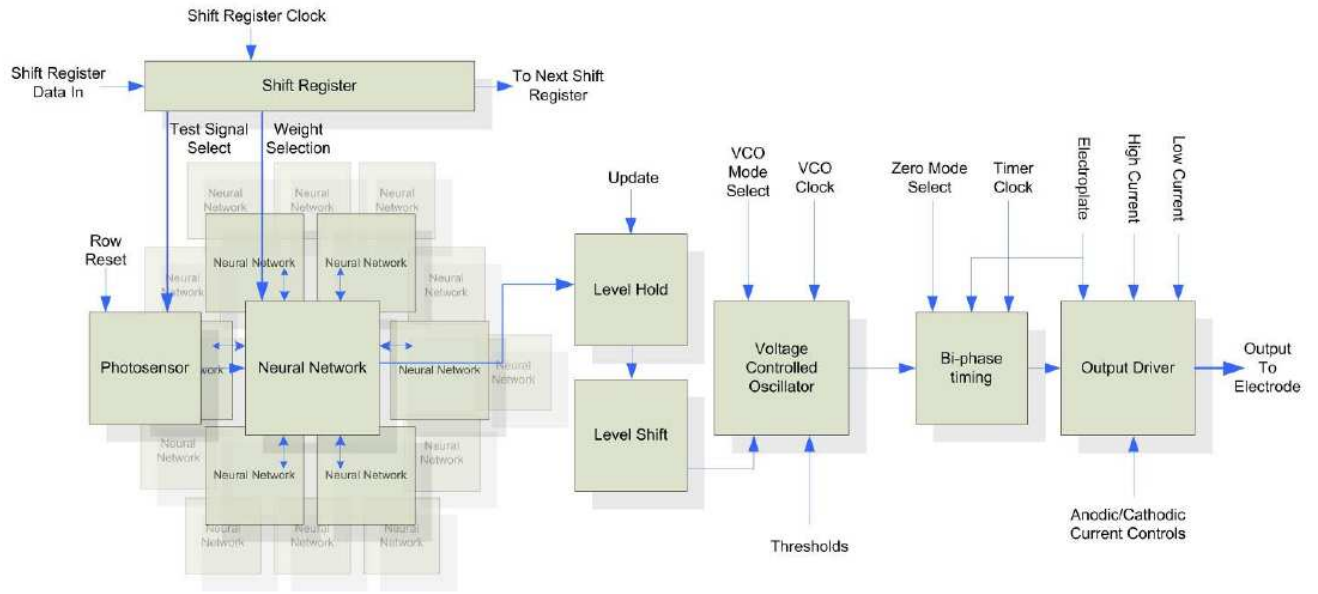 Shift Register Clock
Shift Register
Data In
Shift Register
To Next Shift
Register
Test Signal
Select
Weight
Selection
Neural
Network
Neural
Network
Neural
Network
Update
VCO
Mode
Select
VCO
Clock
Zero Mode
Select
Timer
Clock
Electroplate
High Current
Low Current
Row
Reset
Neural Network
Neural Network
Neural
Network
Neural
Network
Level Hold
Photosensor
work
Neural Network
Neural Network
Neural
Network
Voltage
Controlled
Oscillator
Bi-phase
timing
Output Driver
Output
To
Electrode
Level Shift
Neural
Network
Neural
Network
Neural Network
Neural Network
Neural
Network
Neural
Network
Neural
Network
Thresholds
Anodic/Cathodic
Current Controls